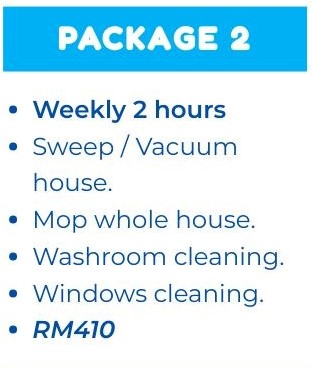 PACKAGE 2
• Weekly 2 hours
• Sweep / Vacuum
house.
• Mop whole house.
• Washroom cleaning.
• Windows cleaning.
• RM410